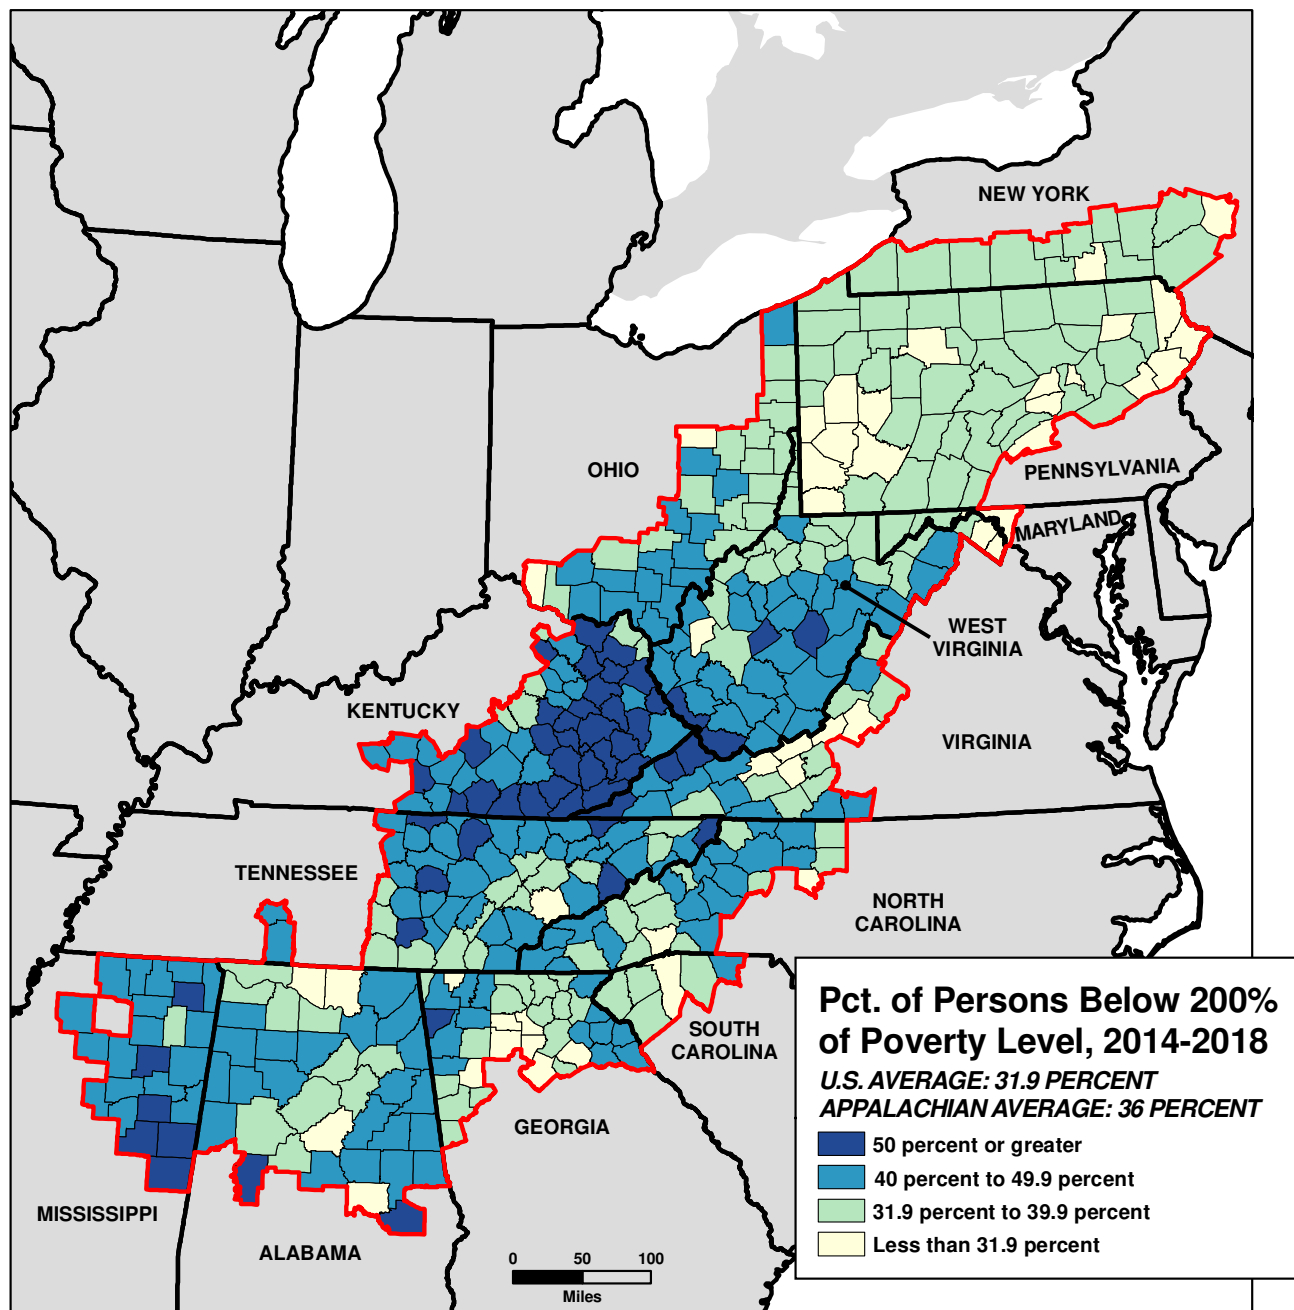 NEW YORK
OHIO
PENNSYLVANIA
MARYLAND
WEST
VIRGINIA
KENTUCKY
VIRGINIA
TENNESSEE
NORTH
CAROLINA
SOUTH
CAROLINA
GEORGIA
MISSISSIPPI
ALABAMA
0 50 100
Miles
Pct. of Persons Below 200%
of Poverty Level, 2014-2018
U.S. AVERAGE: 31.9 PERCENT
APPALACHIAN AVERAGE: 36 PERCENT
50 percent or greater
40 percent to 49.9 percent
31.9 percent to 39.9 percent
Less than 31.9 percent